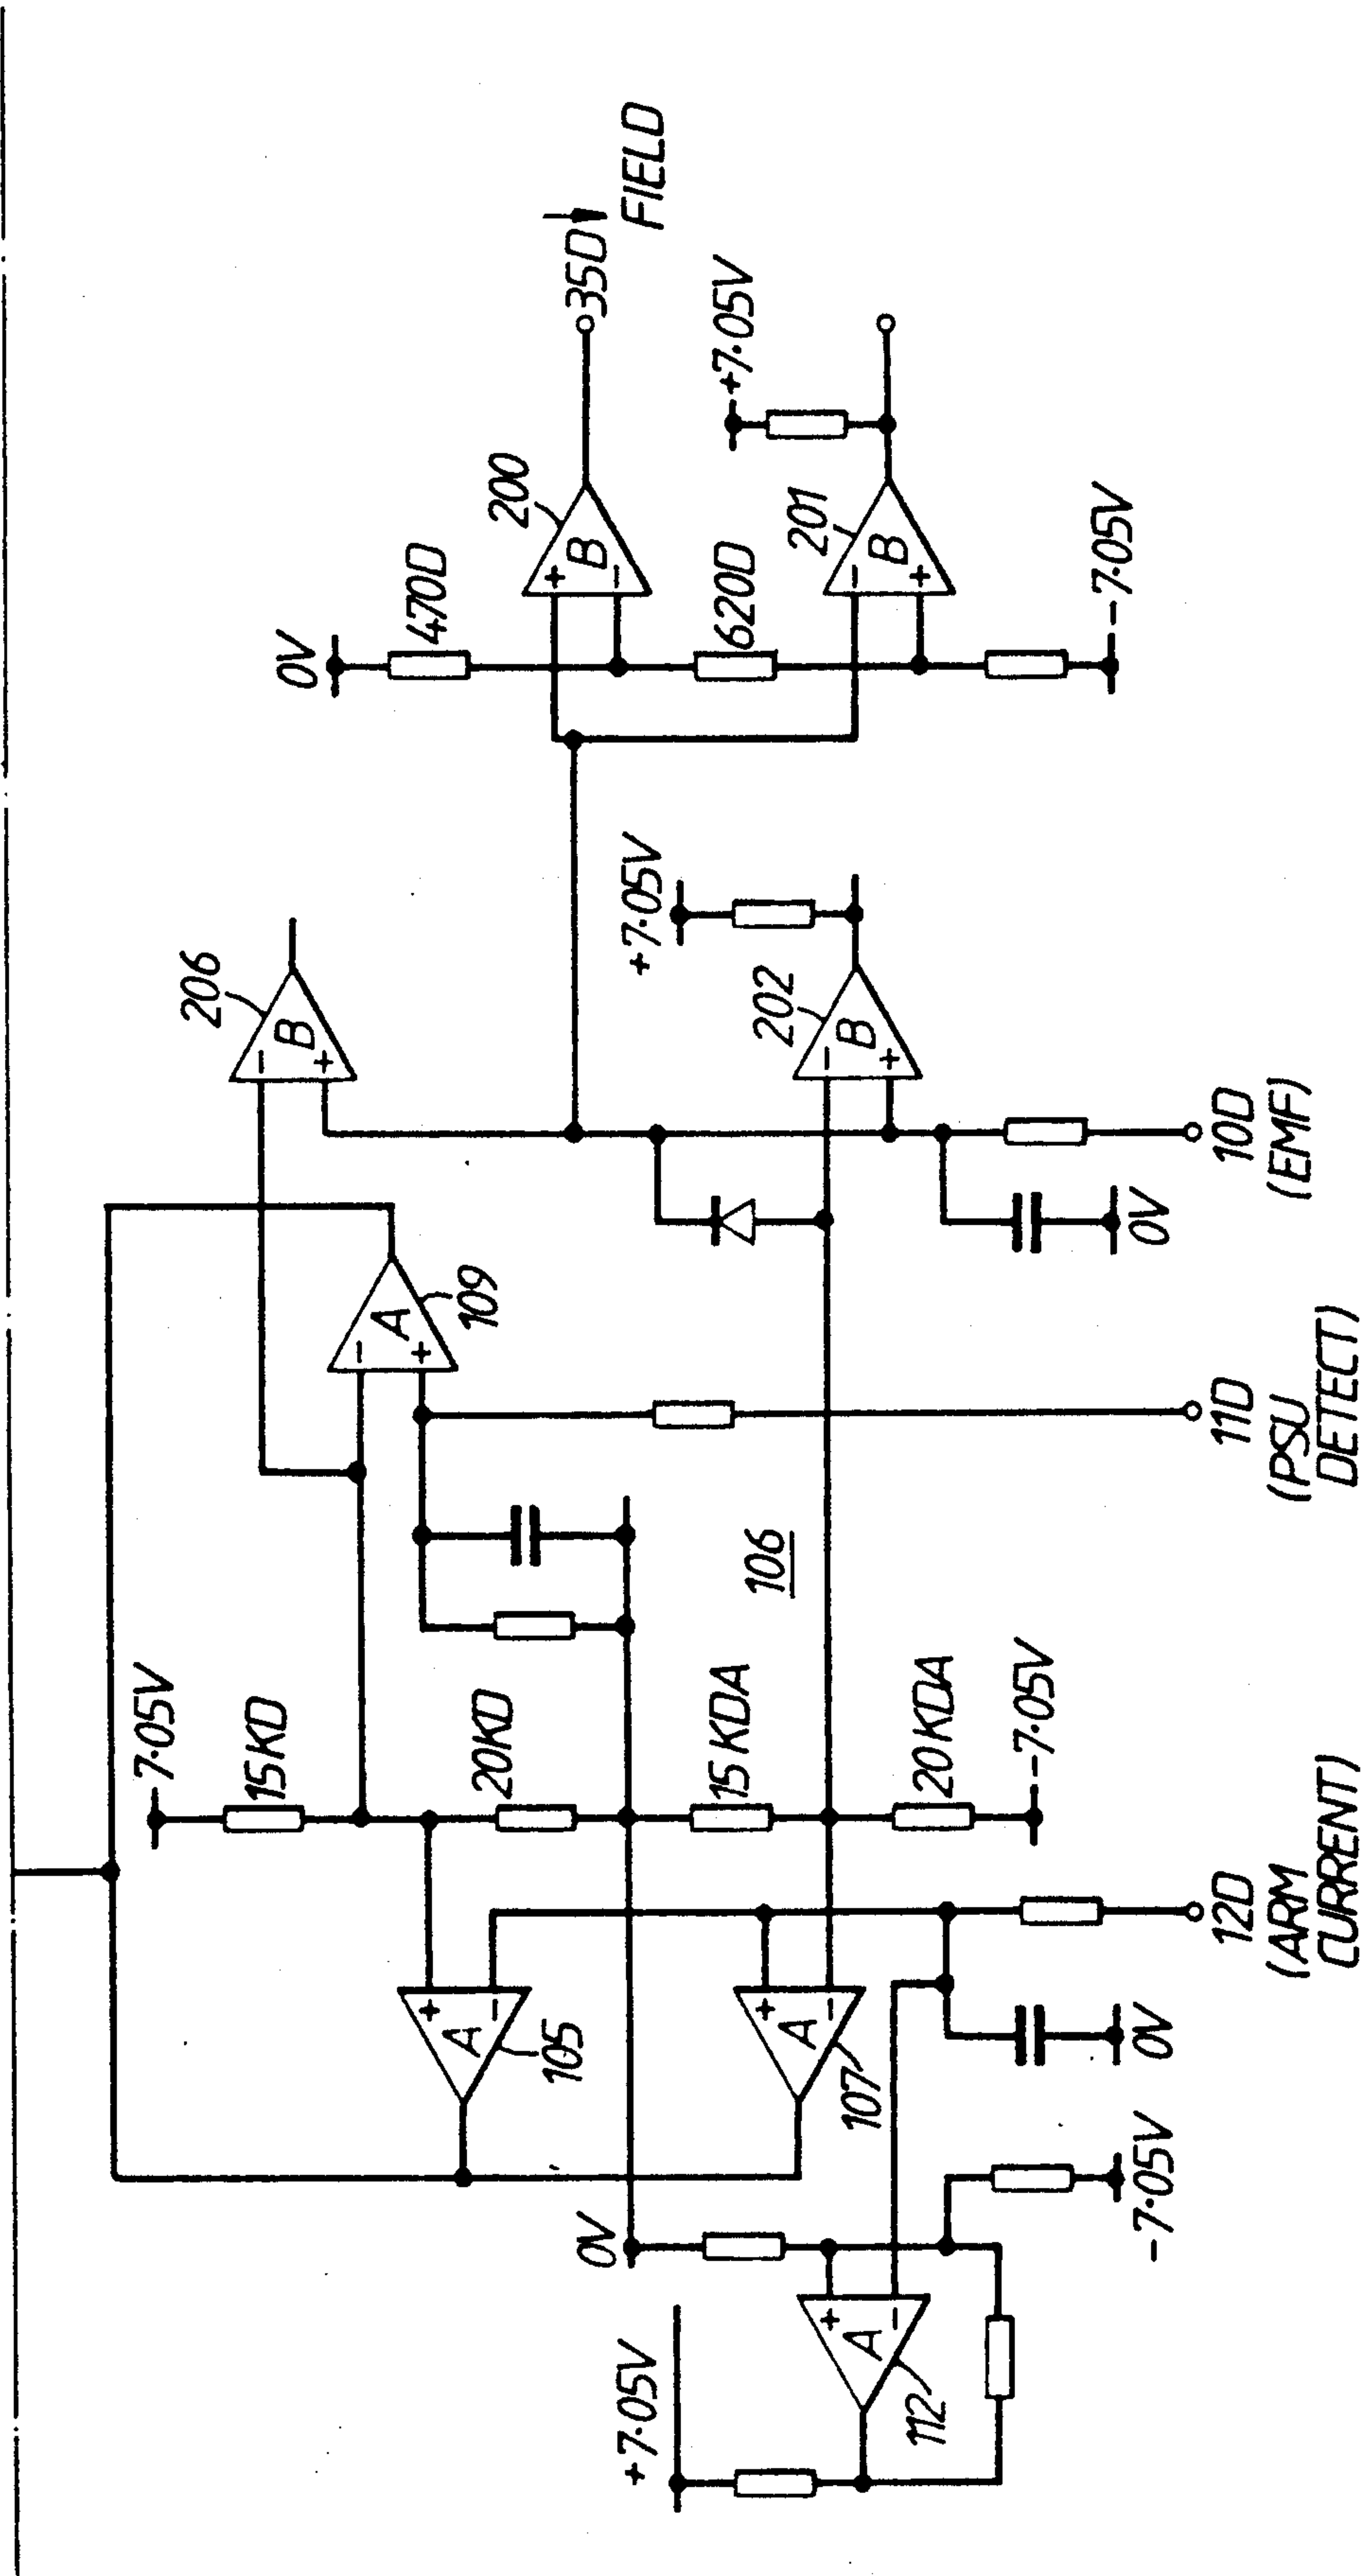 -7·05V
206
15KD
-
B
+
0V
-
A
+
109
470D
+
A
-
105
20KD
200
+
B
-
35D
FIELD
0V
+7·05V
+7·05V
+7·05V
15KDA
620D
106
202
-
B
+
201
-
B
+
+
A
-
107
+
A
-
112
20KDA
-7·05V
-7·05V
-7·05V
0V
0V
12D
(ARM
CURRENT)
11D
(PSU
DETECT)
10D
(EMF)